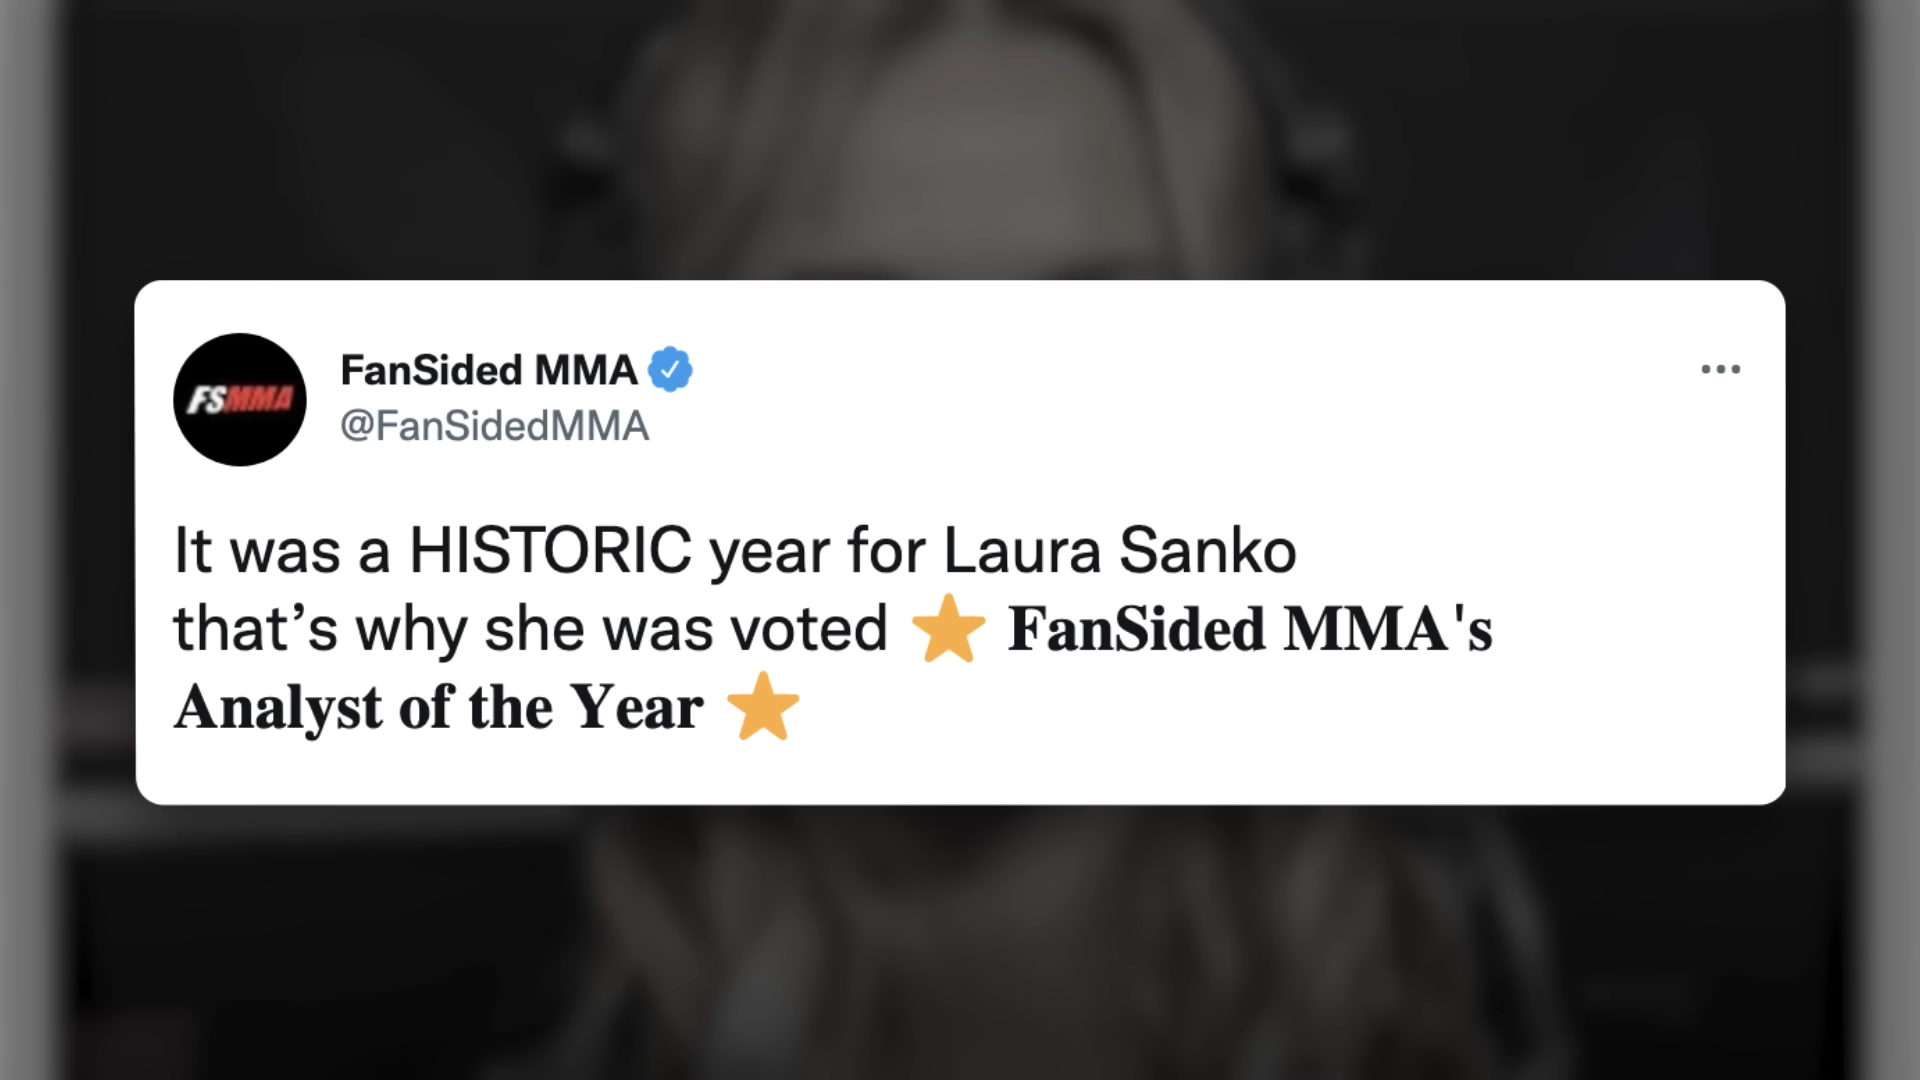 FSMMA
FanSided MMA
@FanSidedMMA
It was a HISTORIC year for Laura Sanko
that’s why she was voted ⭐ FanSided MMA's
Analyst of the Year ⭐